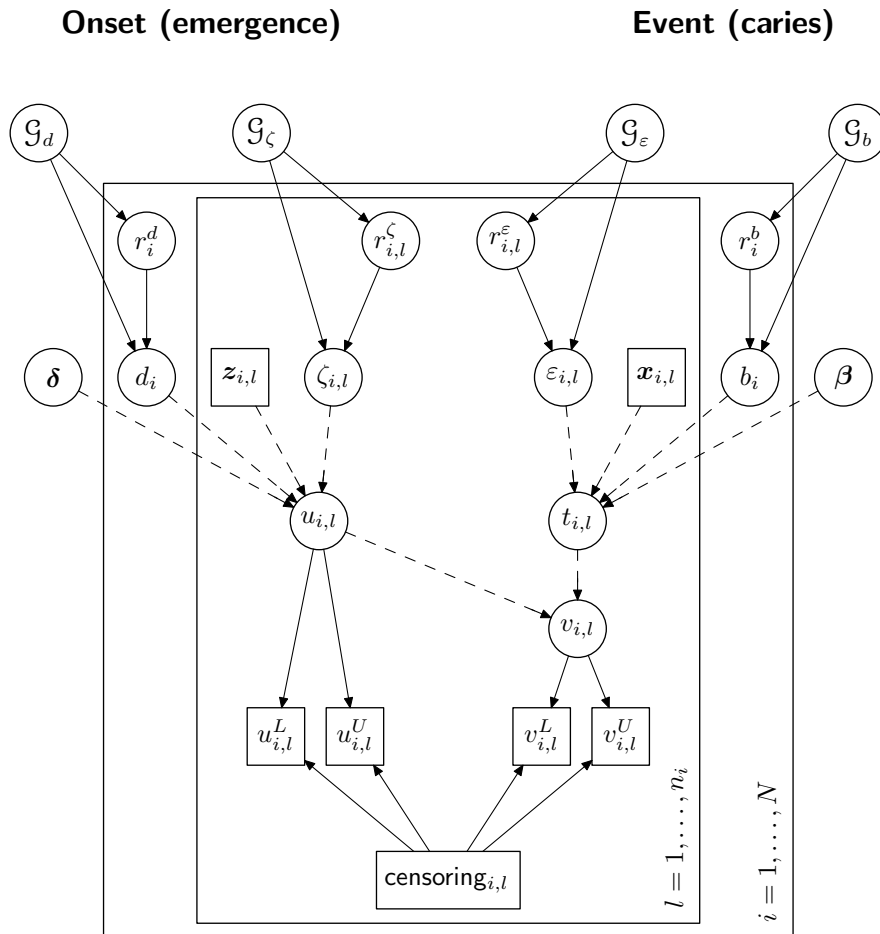 Onset (emergence) Event (caries)
𝒢_d 𝒢_ζ 𝒢_ε 𝒢_b
r_i^d r_{i,l}^ζ r_{i,l}^ε r_i^b
δ d_i z_{i,l} ζ_{i,l} ε_{i,l} x_{i,l} b_i β
u_{i,l} t_{i,l}
v_{i,l}
u_{i,l}^L u_{i,l}^U v_{i,l}^L v_{i,l}^U
censoring_{i,l}
l = 1, . . . , n_i
i = 1, . . . , N